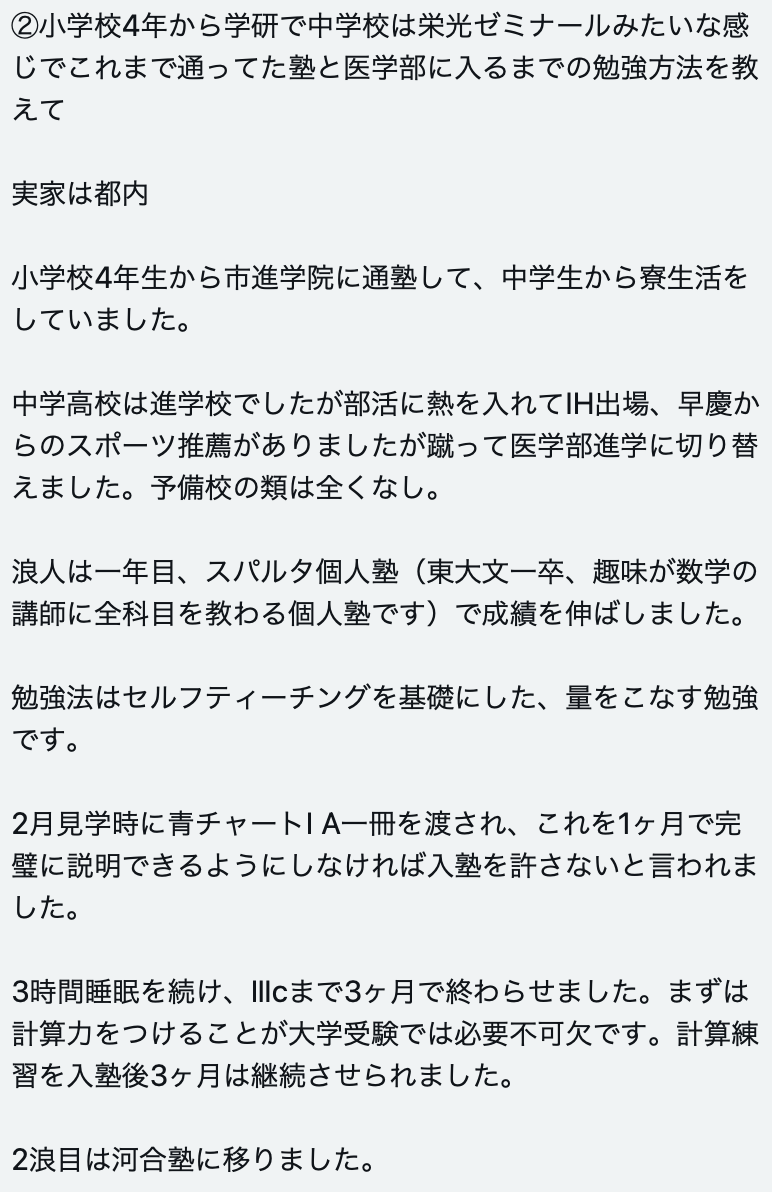 ②小学校4年から学研で中学校は栄光ゼミナールみたいな感
じでこれまで通ってた塾と医学部に入るまでの勉強方法を教
えて
実家は都内
小学校4年生から市進学院に通塾して、中学生から寮生活を
していました。
中学高校は進学校でしたが部活に熱を入れてIH出場、早慶か
らのスポーツ推薦がありましたが蹴って医学部進学に切り替
えました。予備校の類は全くなし。
浪人は一年目、スパルタ個人塾（東大文一卒、趣味が数学の
講師に全科目を教わる個人塾です）で成績を伸ばしました。
勉強法はセルフティーチングを基礎にした、量をこなす勉強
です。
2月見学時に青チャートI A一冊を渡され、これを1ヶ月で完
璧に説明できるようにしなければ入塾を許さないと言われま
した。
3時間睡眠を続け、IIIcまで3ヶ月で終わらせました。まずは
計算力をつけることが大学受験では必要不可欠です。計算練
習を入塾後3ヶ月は継続させられました。
2浪目は河合塾に移りました。